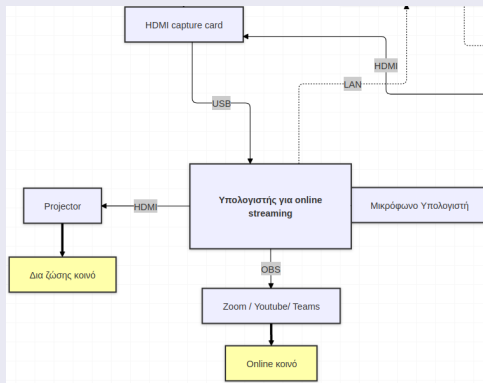 HDMI capture card
HDMI
LAN
USB
Υπολογιστής για online
streaming
Projector
HDMI
Μικρόφωνο Υπολογιστή
Δια ζώσης κοινό
OBS
Zoom / Youtube/ Teams
Online κοινό